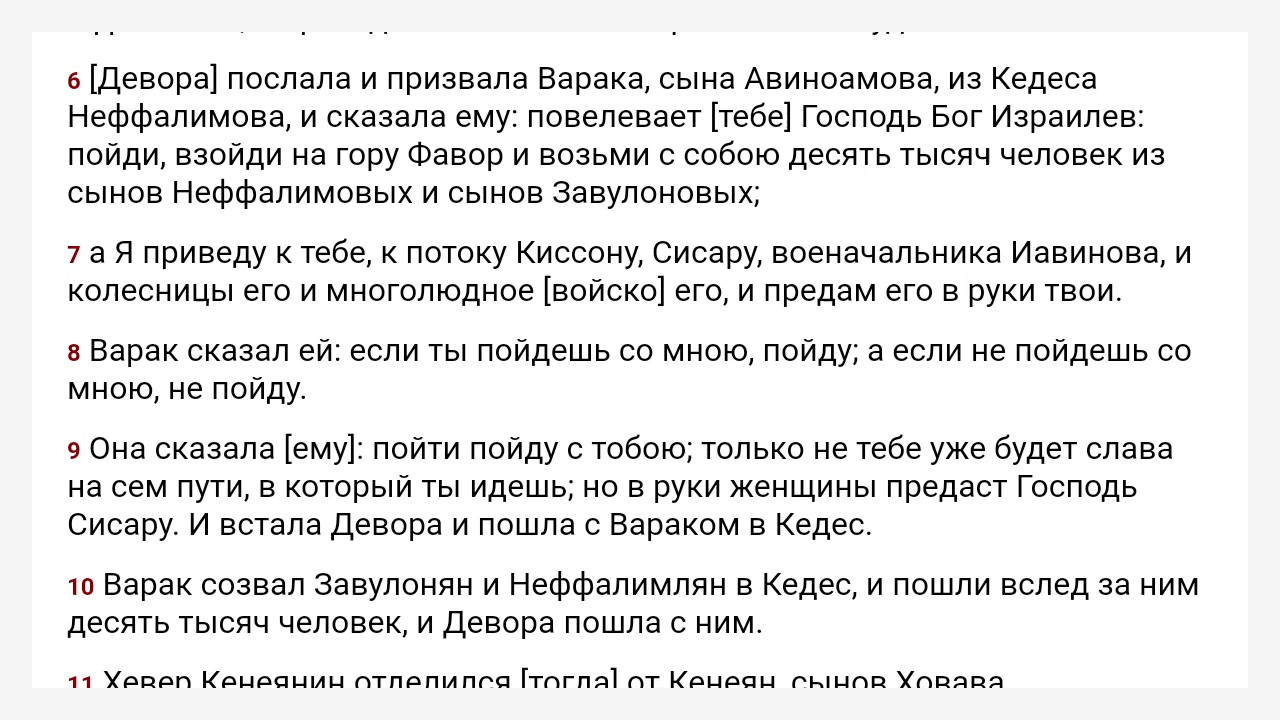 6 [Девора] послала и призвала Варака, сына Авиноамова, из Кедеса
Неффалимова, и сказала ему: повелевает [тебе] Господь Бог Израилев:
пойди, взойди на гору Фавор и возьми с собою десять тысяч человек из
сынов Неффалимовых и сынов Завулоновых;
7 а Я приведу к тебе, к потоку Киссону, Сисару, военачальника Иавинова, и
колесницы его и многолюдное [войско] его, и предам его в руки твои.
8 Варак сказал ей: если ты пойдешь со мною, пойду; а если не пойдешь со
мною, не пойду.
9 Она сказала [ему]: пойти пойду с тобою; только не тебе уже будет слава
на сем пути, в который ты идешь; но в руки женщины предаст Господь
Сисару. И встала Девора и пошла с Вараком в Кедес.
10 Варак созвал Завулонян и Неффалимлян в Кедес, и пошли вслед за ним
десять тысяч человек, и Девора пошла с ним.
11 Хевер Кенеянин отделился [тогда] от Кенеян, сынов Ховава